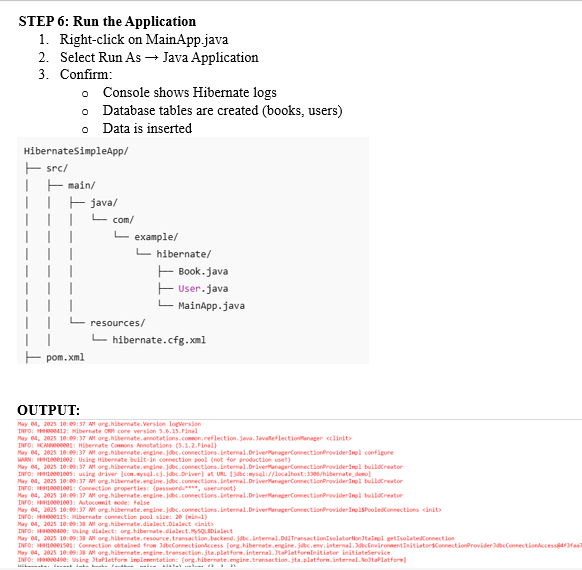 STEP 6: Run the Application
1. Right-click on MainApp.java
2. Select Run As → Java Application
3. Confirm:
o Console shows Hibernate logs
o Database tables are created (books, users)
o Data is inserted
HibernateSimpleApp/
├─ src/
│ ├─ main/
│ │ ├─ java/
│ │ │ └─ com/
│ │ │ └─ example/
│ │ │ └─ hibernate/
│ │ │ ├─ Book.java
│ │ │ ├─ User.java
│ │ │ └─ MainApp.java
│ │ └─ resources/
│ │ └─ hibernate.cfg.xml
├─ pom.xml
OUTPUT:
May 04, 2025 10:09:37 AM org.hibernate.Version logVersion
INFO: HHH000412: Hibernate ORM core version 5.6.15.Final
May 04, 2025 10:09:37 AM org.hibernate.annotations.common.reflection.java.JavaReflectionManager <clinit>
INFO: HCANN000001: Hibernate Commons Annotations {5.1.2.Final}
May 04, 2025 10:09:37 AM org.hibernate.engine.jdbc.connections.internal.DriverManagerConnectionProviderImpl configure
WARN: HHH10001002: Using Hibernate built-in connection pool (not for production use!)
May 04, 2025 10:09:37 AM org.hibernate.engine.jdbc.connections.internal.DriverManagerConnectionProviderImpl buildCreator
INFO: HHH10001005: using driver [com.mysql.cj.jdbc.Driver] at URL [jdbc:mysql://localhost:3306/hibernate_demo]
May 04, 2025 10:09:37 AM org.hibernate.engine.jdbc.connections.internal.DriverManagerConnectionProviderImpl buildCreator
INFO: HHH10001001: Connection properties: {password=****, user=root}
May 04, 2025 10:09:37 AM org.hibernate.engine.jdbc.connections.internal.DriverManagerConnectionProviderImpl buildCreator
INFO: HHH10001003: Autocommit mode: false
May 04, 2025 10:09:37 AM org.hibernate.engine.jdbc.connections.internal.DriverManagerConnectionProviderImpl$PooledConnections <init>
INFO: HHH000115: Hibernate connection pool size: 20 (min=1)
May 04, 2025 10:09:38 AM org.hibernate.dialect.Dialect <init>
INFO: HHH000400: Using dialect: org.hibernate.dialect.MySQL8Dialect
May 04, 2025 10:09:38 AM org.hibernate.resource.transaction.backend.jdbc.internal.DdlTransactionIsolatorNonJtaImpl getIsolatedConnection
INFO: HHH10001501: Connection obtained from JdbcConnectionAccess [org.hibernate.engine.jdbc.env.internal.JdbcEnvironmentInitiator$ConnectionProviderJdbcConnectionAccess@4f3faa7
May 04, 2025 10:09:38 AM org.hibernate.engine.transaction.jta.platform.internal.JtaPlatformInitiator initiateService
INFO: HHH000490: Using JtaPlatform implementation: [org.hibernate.engine.transaction.jta.platform.internal.NoJtaPlatform]